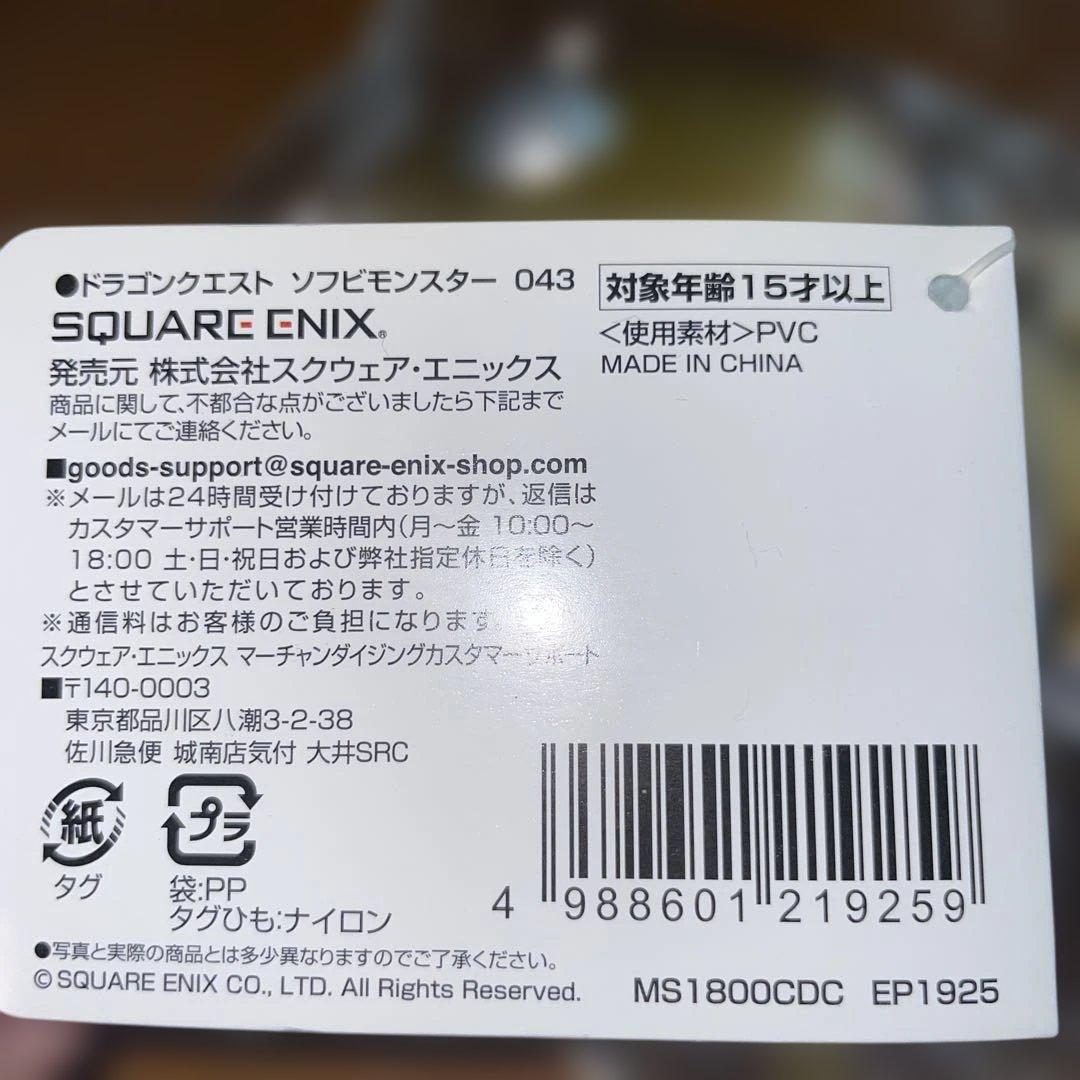 ●ドラゴンクエスト ソフビモンスター 043
SQUARE ENIX®
発売元 株式会社スクウェア・エニックス
商品に関して、不都合な点がございましたら下記まで
メールにてご連絡ください。
■goods-support@square-enix-shop.com
※メールは24時間受け付けておりますが、返信は
カスタマーサポート営業時間内(月〜金 10:00〜
18:00 土・日・祝日および弊社指定休日を除く)
とさせていただいております。
※通信料はお客様のご負担になります。
スクウェア・エニックス マーチャンダイジングカスタマーサポート
■〒140-0003
東京都品川区八潮3-2-38
佐川急便 城南店気付 大井SRC
対象年齢15才以上
<使用素材>PVC
MADE IN CHINA
紙
タグ
プラ
袋:PP
タグひも:ナイロン
4 988601 219259
●写真と実際の商品とは多少異なりますのでご了承ください。
© SQUARE ENIX CO., LTD. All Rights Reserved.
MS1800CDC EP1925